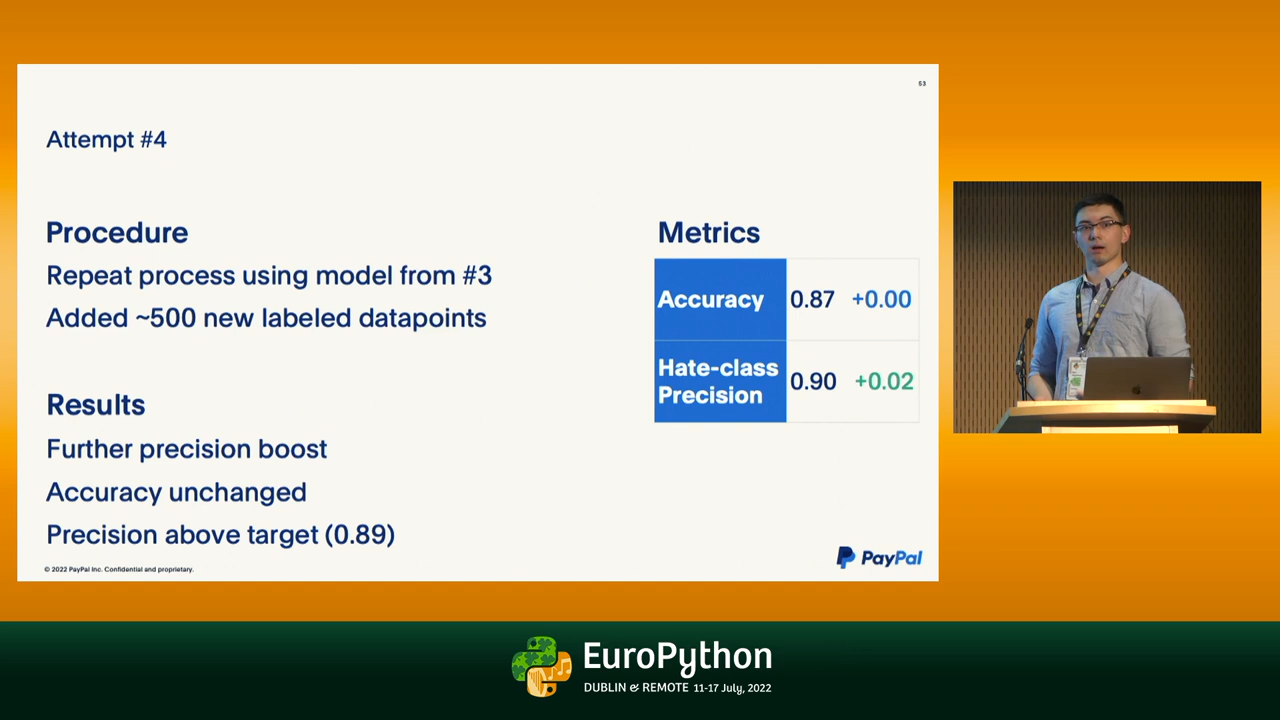 53
Attempt #4
Procedure
Repeat process using model from #3
Added ~500 new labeled datapoints
Results
Further precision boost
Accuracy unchanged
Precision above target (0.89)
Metrics
Accuracy 0.87 +0.00
Hate-class
Precision 0.90 +0.02
© 2022 PayPal Inc. Confidential and proprietary.
PayPal
EuroPython
DUBLIN & REMOTE 11-17 July, 2022